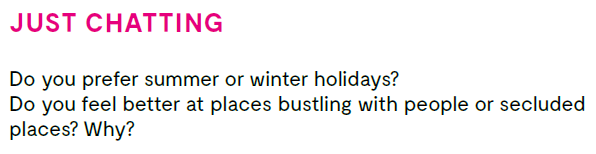 JUST CHATTING
Do you prefer summer or winter holidays?
Do you feel better at places bustling with people or secluded
places? Why?